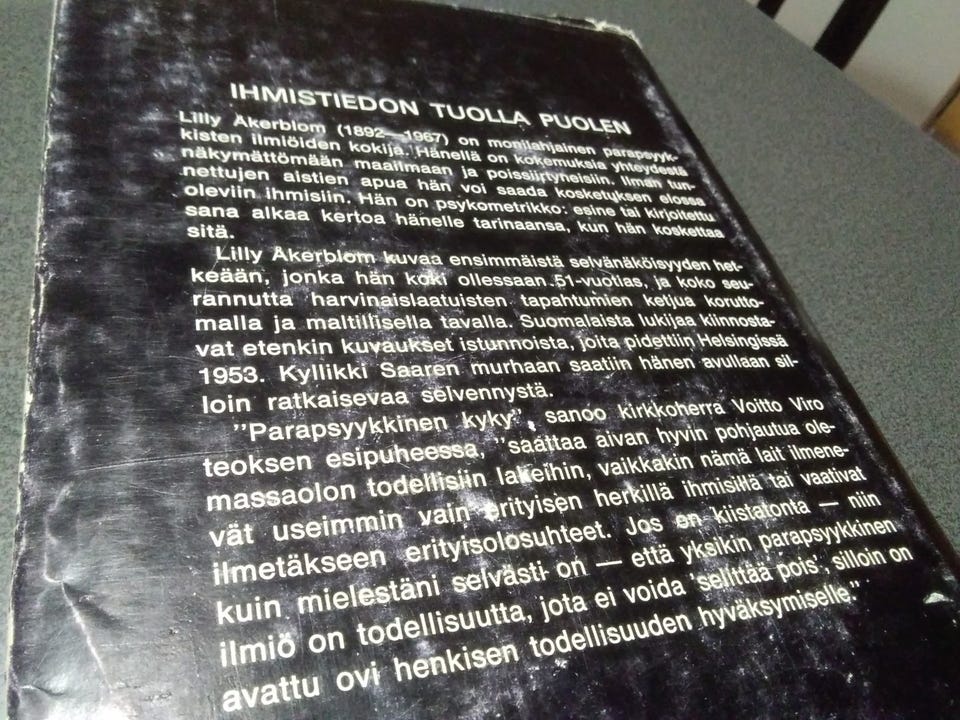 IHMISTIEDON TUOLLA PUOLEN
Lilly Åkerblom (1892—1967) on monilahjainen parapsyyk-
kisten ilmiöiden kokija. Hänellä on kokemuksia yhteydestä
näkymättömään maailmaan ja poissiirtyneisiin. Ilman tun-
nettujen aistien apua hän voi saada kosketuksen elossa
oleviin ihmisiin. Hän on psykometrikko: esine tai kirjoitettu
sana alkaa kertoa hänelle tarinaansa, kun hän koskettaa
sitä.
Lilly Åkerblom kuvaa ensimmäistä selvänäköisyyden het-
keään, jonka hän koki ollessaan 51-vuotias, ja koko seu-
rannutta harvinaislaatuisten tapahtumien ketjua korutto-
malla ja maltillisella tavalla. Suomalaista lukijaa kiinnosta-
vat etenkin kuvaukset istunnoista, joita pidettiin Helsingissä
1953. Kyllikki Saaren murhaan saatiin hänen avullaan sil-
loin ratkaisevaa selvennystä.
"Parapsyykkinen kyky", sanoo kirkkoherra Voitto Viro
teoksen esipuheessa, "saattaa aivan hyvin pohjautua ole-
massaolon todellisiin lakeihin, vaikkakin nämä lait ilmene-
vät useimmin vain erityisen herkillä ihmisillä tai vaativat
ilmetäkseen erityisolosuhteet. Jos on kiistatonta — niin
kuin mielestäni selvästi on — että yksikin parapsyykkinen
ilmiö on todellisuutta, jota ei voida 'selittää pois', silloin on
avattu ovi henkisen todellisuuden hyväksymiselle."